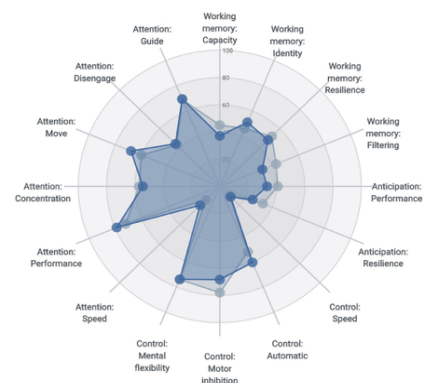 Working
memory:
Capacity
Working
memory:
Identity
Working
memory:
Resilience
Working
memory:
Filtering
Anticipation:
Performance
Anticipation:
Resilience
Control:
Speed
Control:
Automatic
Control:
Motor
inhibition
Control:
Mental
flexibility
Attention:
Speed
Attention:
Performance
Attention:
Concentration
Attention:
Move
Attention:
Disengage
Attention:
Guide
100
80
60
20